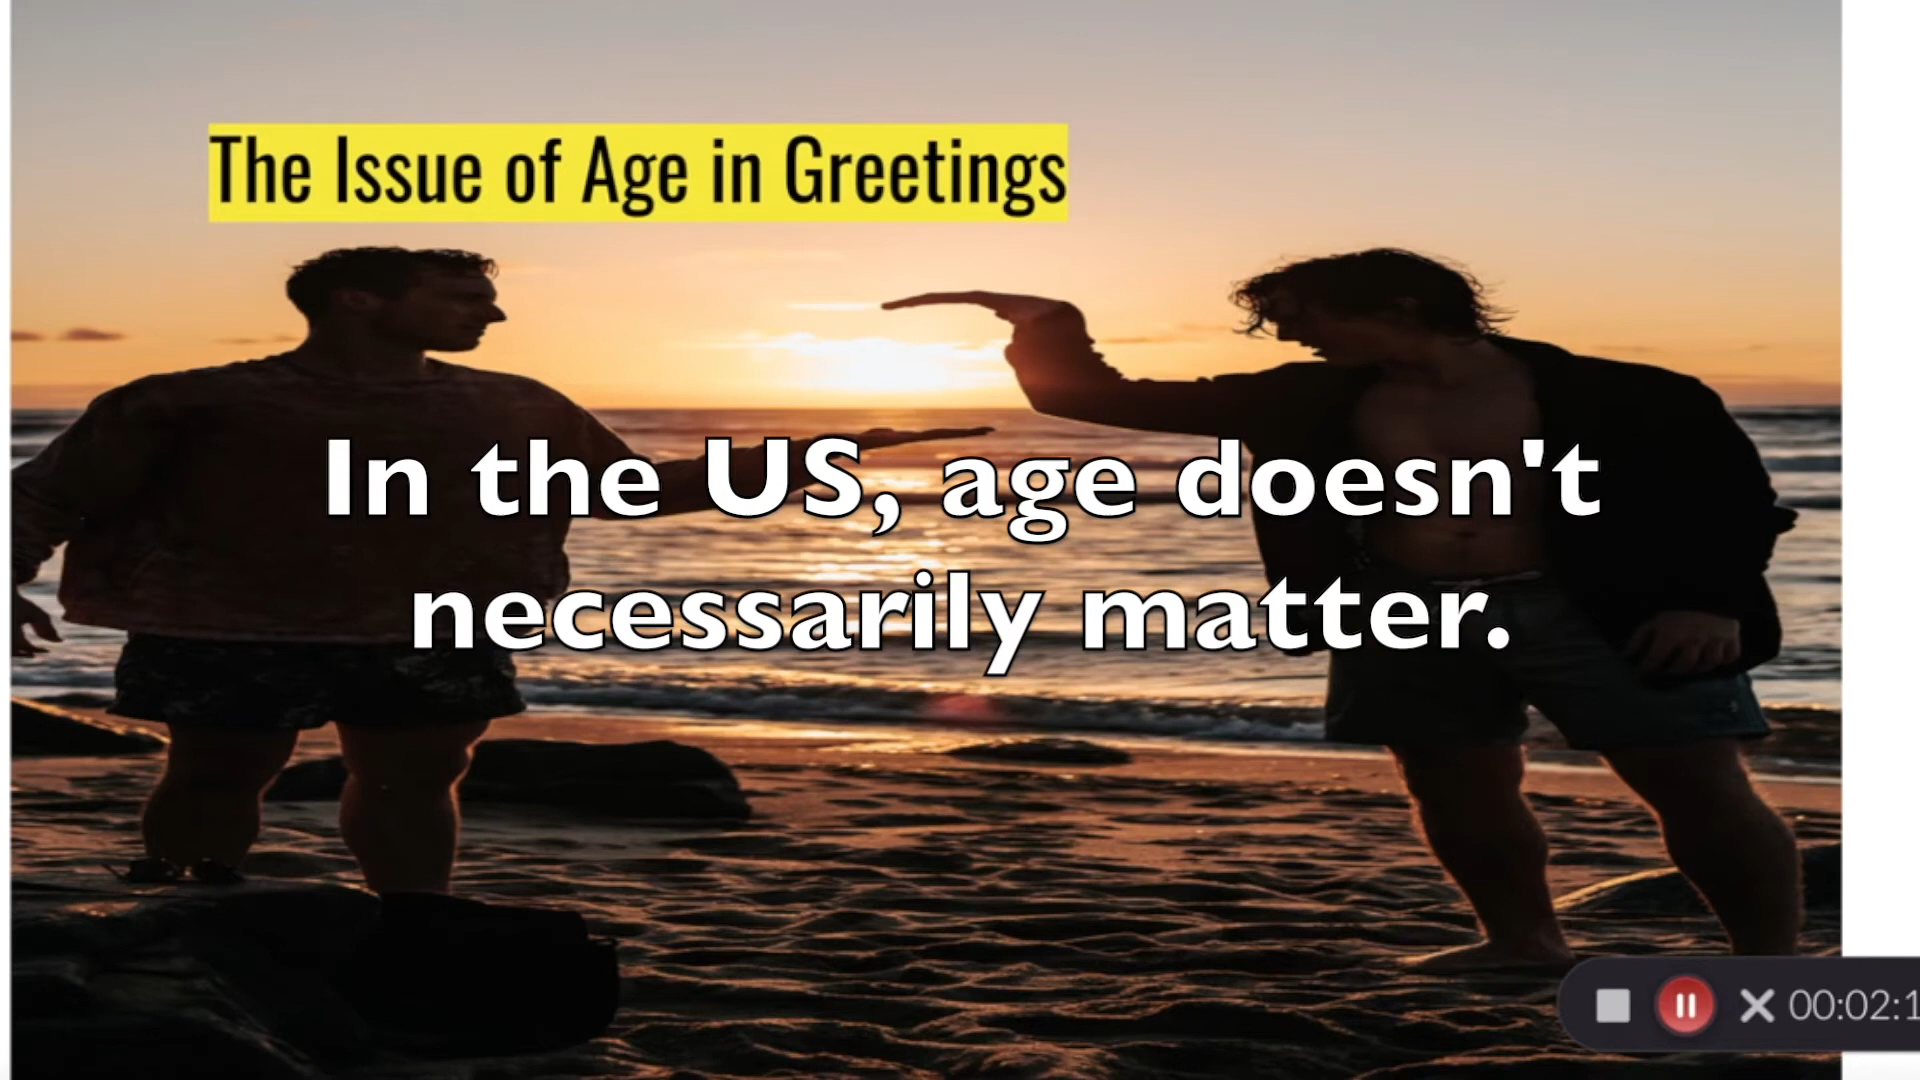 The Issue of Age in Greetings
In the US, age doesn't
necessarily matter.